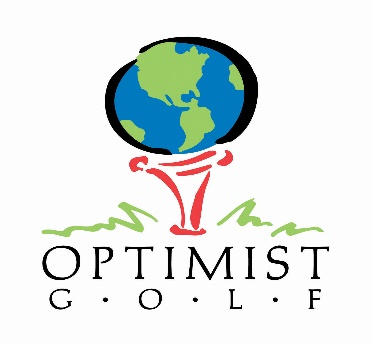 OPTIMIST
G · O · L · F